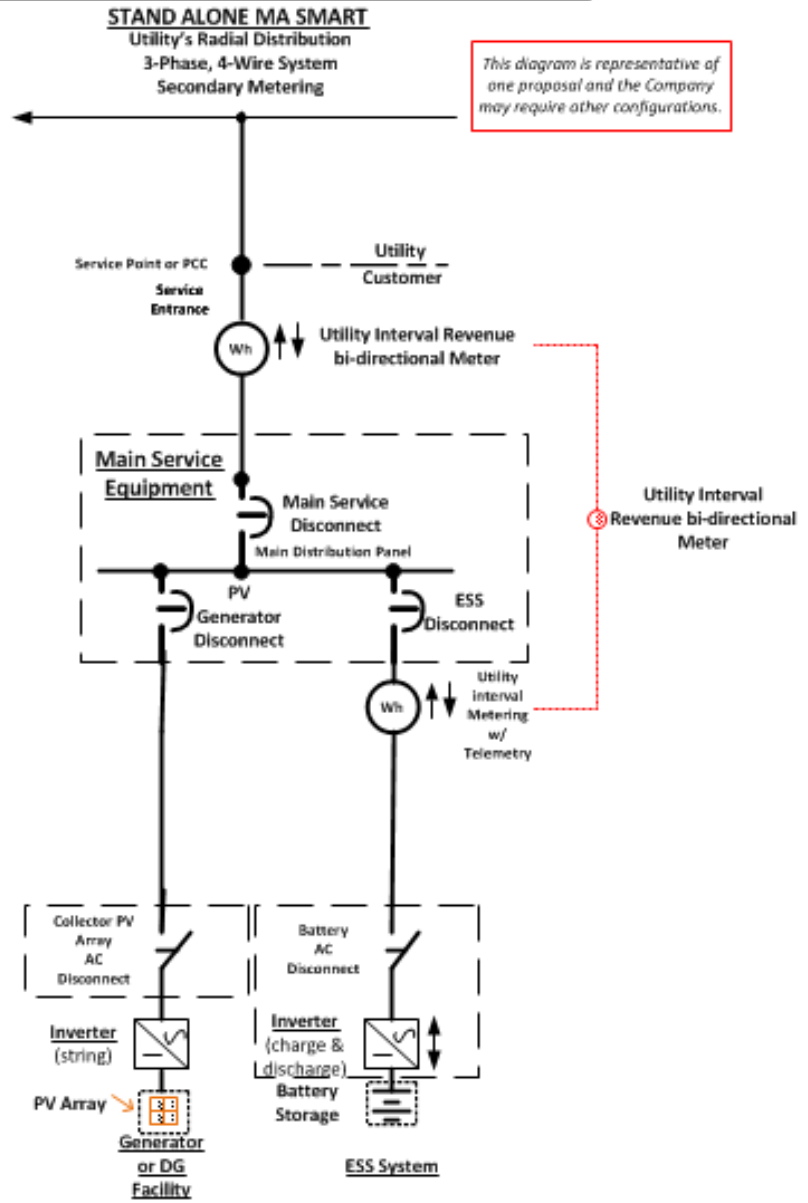 STAND ALONE MA SMART
Utility's Radial Distribution
3-Phase, 4-Wire System
Secondary Metering
This diagram is representative of
one proposal and the Company
may require other configurations.
Service Point or PCC
Utility
Customer
Service
Entrance
Wh
Utility Interval Revenue
bi-directional Meter
Main Service
Equipment
Main Service
Disconnect
Main Distribution Panel
Utility Interval
Revenue bi-directional
Meter
PV
Generator
Disconnect
ESS
Disconnect
Wh
Utility
interval
Metering
w/
Telemetry
Collector PV
Array
AC
Disconnect
Battery
AC
Disconnect
Inverter
(string)
Inverter
(charge &
discharge)
PV Array
Battery
Storage
Generator
or DG
Facility
ESS System